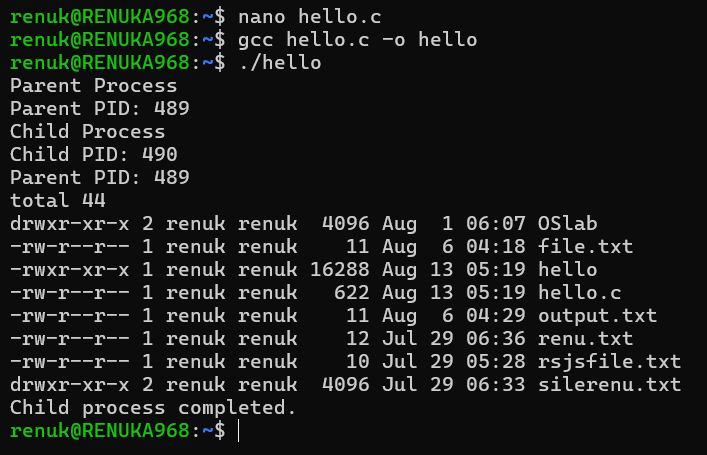 renuk@RENUKA968:~$ nano hello.c
renuk@RENUKA968:~$ gcc hello.c -o hello
renuk@RENUKA968:~$ ./hello
Parent Process
Parent PID: 489
Child Process
Child PID: 490
Parent PID: 489
total 44
drwxr-xr-x 2 renuk renuk  4096 Aug  1 06:07 OSlab
-rw-r--r-- 1 renuk renuk    11 Aug  6 04:18 file.txt
-rwxr-xr-x 1 renuk renuk 16288 Aug 13 05:19 hello
-rw-r--r-- 1 renuk renuk   622 Aug 13 05:19 hello.c
-rw-r--r-- 1 renuk renuk    11 Aug  6 04:29 output.txt
-rw-r--r-- 1 renuk renuk    12 Jul 29 06:36 renu.txt
-rw-r--r-- 1 renuk renuk    10 Jul 29 05:28 rsjsfile.txt
drwxr-xr-x 2 renuk renuk  4096 Jul 29 06:33 silerenu.txt
Child process completed.
renuk@RENUKA968:~$